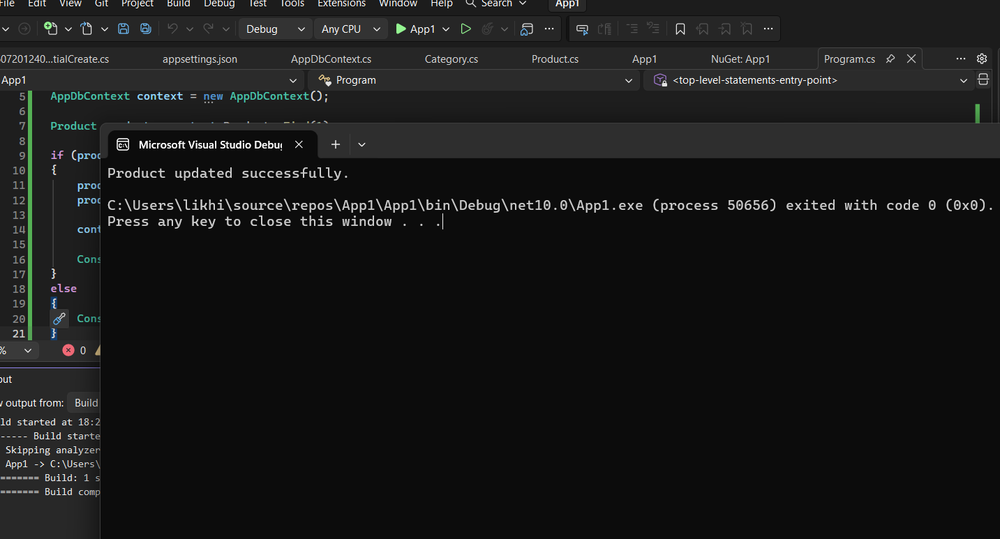 File Edit View Git Project Build Debug Test Tools Extensions Window Help Search App1
Debug Any CPU App1
07201240...tialCreate.cs appsettings.json AppDbContext.cs Category.cs Product.cs App1 NuGet: App1 Program.cs
App1 Program <top-level-statements-entry-point>
5 AppDbContext context = new AppDbContext();
6
7 Product
8
9 if (prod
10 {
11 prod
12 prod
13
14 cont
15
16 Cons
17 }
18 else
19 {
20 Cons
21 }
% 0
put
w output from: Build
ld started at 18:2
----- Build starte
Skipping analyzer
App1 -> C:\Users\
======= Build: 1 s
======= Build comp
Microsoft Visual Studio Debug
Product updated successfully.
C:\Users\likhi\source\repos\App1\App1\bin\Debug\net10.0\App1.exe (process 50656) exited with code 0 (0x0).
Press any key to close this window . . .